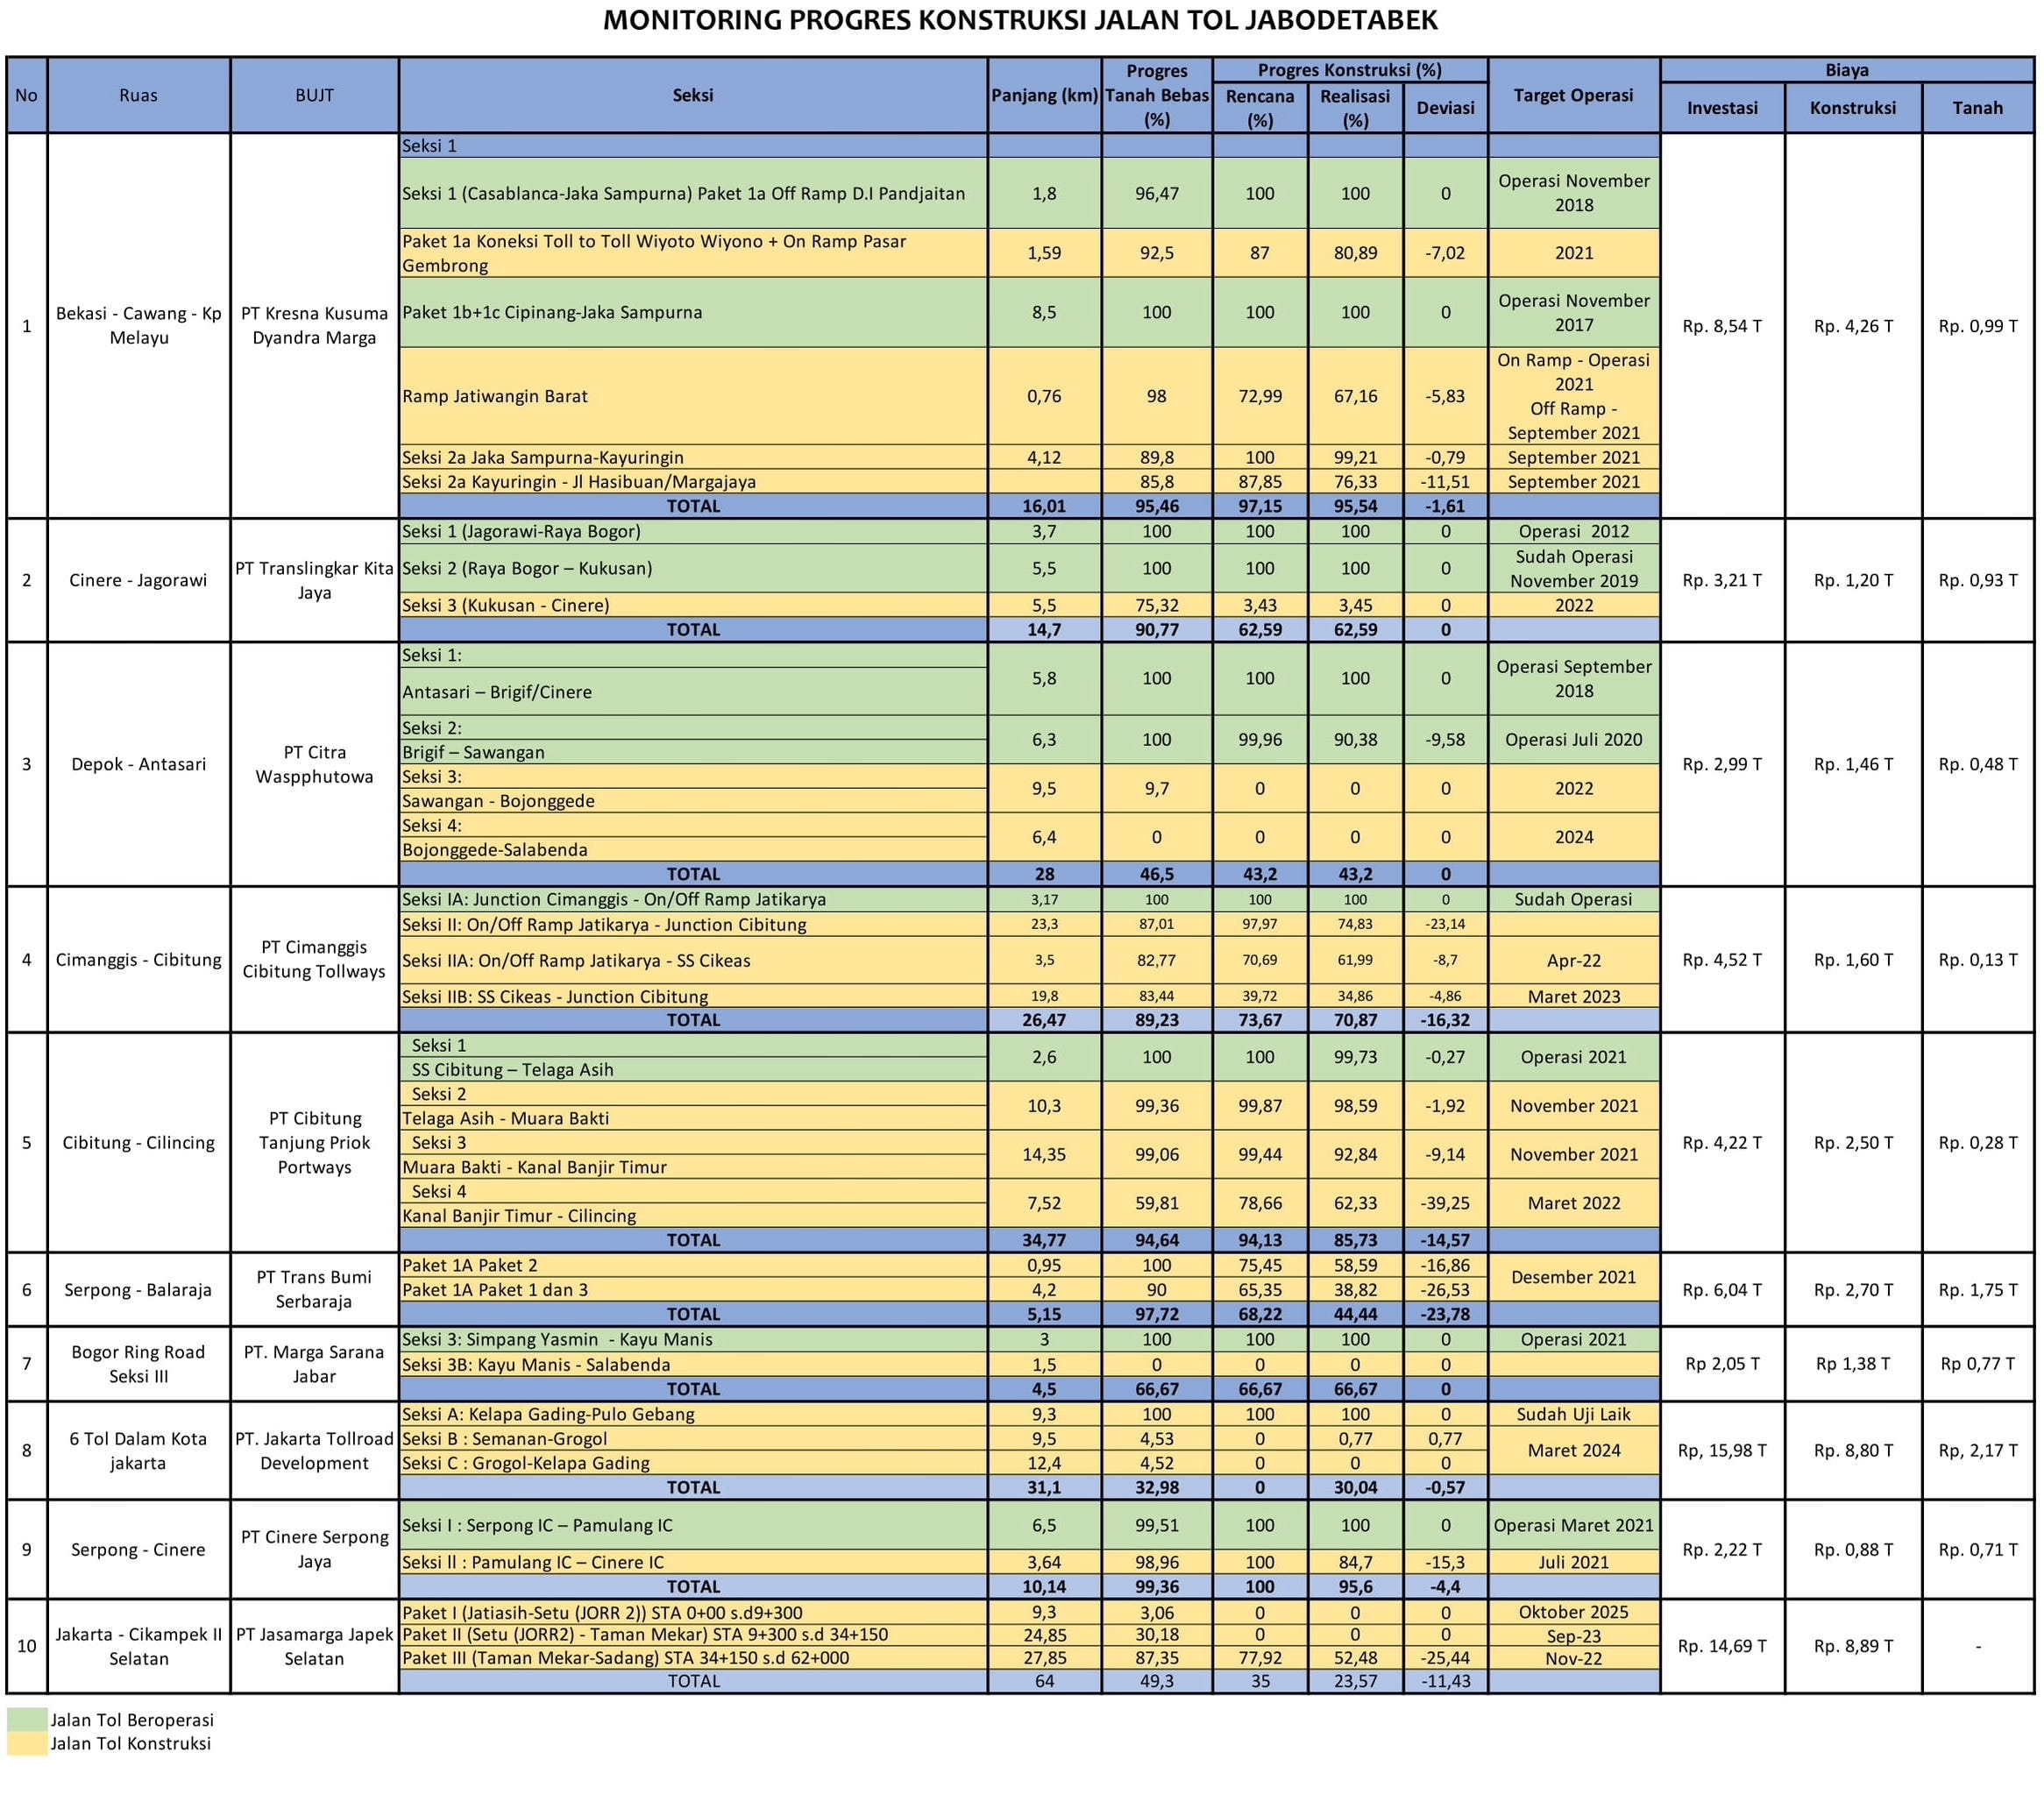 MONITORING PROGRES KONSTRUKSI JALAN TOL JABODETABEK
No Ruas BUJT Seksi Panjang (km) Progres Tanah Bebas (%) Progres Konstruksi (%) Target Operasi Biaya
Rencana (%) Realisasi (%) Deviasi Investasi Konstruksi Tanah
1 Bekasi - Cawang - Kp Melayu PT Kresna Kusuma Dyandra Marga Rp. 8,54 T Rp. 4,26 T Rp. 0,99 T
Seksi 1
Seksi 1 (Casablanca-Jaka Sampurna) Paket 1a Off Ramp D.I Pandjaitan 1,8 96,47 100 100 0 Operasi November 2018
Paket 1a Koneksi Toll to Toll Wiyoto Wiyono + On Ramp Pasar Gembrong 1,59 92,5 87 80,89 -7,02 2021
Paket 1b+1c Cipinang-Jaka Sampurna 8,5 100 100 100 0 Operasi November 2017
Ramp Jatiwangin Barat 0,76 98 72,99 67,16 -5,83 On Ramp - Operasi 2021 Off Ramp - September 2021
Seksi 2a Jaka Sampurna-Kayuringin 4,12 89,8 100 99,21 -0,79 September 2021
Seksi 2a Kayuringin - Jl Hasibuan/Margajaya 85,8 87,85 76,33 -11,51 September 2021
TOTAL 16,01 95,46 97,15 95,54 -1,61
2 Cinere - Jagorawi PT Translingkar Kita Jaya Rp. 3,21 T Rp. 1,20 T Rp. 0,93 T
Seksi 1 (Jagorawi-Raya Bogor) 3,7 100 100 100 0 Operasi 2012
Seksi 2 (Raya Bogor – Kukusan) 5,5 100 100 100 0 Sudah Operasi November 2019
Seksi 3 (Kukusan - Cinere) 5,5 75,32 3,43 3,45 0 2022
TOTAL 14,7 90,77 62,59 62,59 0
3 Depok - Antasari PT Citra Waspphutowa Rp. 2,99 T Rp. 1,46 T Rp. 0,48 T
Seksi 1:
Antasari – Brigif/Cinere 5,8 100 100 100 0 Operasi September 2018
Seksi 2:
Brigif – Sawangan 6,3 100 99,96 90,38 -9,58 Operasi Juli 2020
Seksi 3:
Sawangan - Bojonggede 9,5 9,7 0 0 0 2022
Seksi 4:
Bojonggede-Salabenda 6,4 0 0 0 0 2024
TOTAL 28 46,5 43,2 43,2 0
4 Cimanggis - Cibitung PT Cimanggis Cibitung Tollways Rp. 4,52 T Rp. 1,60 T Rp. 0,13 T
Seksi IA: Junction Cimanggis - On/Off Ramp Jatikarya 3,17 100 100 100 0 Sudah Operasi
Seksi II: On/Off Ramp Jatikarya - Junction Cibitung 23,3 87,01 97,97 74,83 -23,14
Seksi IIA: On/Off Ramp Jatikarya - SS Cikeas 3,5 82,77 70,69 61,99 -8,7 Apr-22
Seksi IIB: SS Cikeas - Junction Cibitung 19,8 83,44 39,72 34,86 -4,86 Maret 2023
TOTAL 26,47 89,23 73,67 70,87 -16,32
5 Cibitung - Cilincing PT Cibitung Tanjung Priok Portways Rp. 4,22 T Rp. 2,50 T Rp. 0,28 T
Seksi 1
SS Cibitung – Telaga Asih 2,6 100 100 99,73 -0,27 Operasi 2021
Seksi 2
Telaga Asih - Muara Bakti 10,3 99,36 99,87 98,59 -1,92 November 2021
Seksi 3
Muara Bakti - Kanal Banjir Timur 14,35 99,06 99,44 92,84 -9,14 November 2021
Seksi 4
Kanal Banjir Timur - Cilincing 7,52 59,81 78,66 62,33 -39,25 Maret 2022
TOTAL 34,77 94,64 94,13 85,73 -14,57
6 Serpong - Balaraja PT Trans Bumi Serbaraja Rp. 6,04 T Rp. 2,70 T Rp. 1,75 T
Paket 1A Paket 2 0,95 100 75,45 58,59 -16,86 Desember 2021
Paket 1A Paket 1 dan 3 4,2 90 65,35 38,82 -26,53
TOTAL 5,15 97,72 68,22 44,44 -23,78
7 Bogor Ring Road Seksi III PT. Marga Sarana Jabar Rp 2,05 T Rp 1,38 T Rp 0,77 T
Seksi 3: Simpang Yasmin - Kayu Manis 3 100 100 100 0 Operasi 2021
Seksi 3B: Kayu Manis - Salabenda 1,5 0 0 0 0
TOTAL 4,5 66,67 66,67 66,67 0
8 6 Tol Dalam Kota jakarta PT. Jakarta Tollroad Development Rp, 15,98 T Rp. 8,80 T Rp, 2,17 T
Seksi A: Kelapa Gading-Pulo Gebang 9,3 100 100 100 0 Sudah Uji Laik
Seksi B : Semanan-Grogol 9,5 4,53 0 0,77 0,77 Maret 2024
Seksi C : Grogol-Kelapa Gading 12,4 4,52 0 0 0
TOTAL 31,1 32,98 0 30,04 -0,57
9 Serpong - Cinere PT Cinere Serpong Jaya Rp. 2,22 T Rp. 0,88 T Rp. 0,71 T
Seksi I : Serpong IC – Pamulang IC 6,5 99,51 100 100 0 Operasi Maret 2021
Seksi ll : Pamulang IC – Cinere IC 3,64 98,96 100 84,7 -15,3 Juli 2021
TOTAL 10,14 99,36 100 95,6 -4,4
10 Jakarta - Cikampek II Selatan PT Jasamarga Japek Selatan Rp. 14,69 T Rp. 8,89 T -
Paket I (Jatiasih-Setu (JORR 2)) STA 0+00 s.d9+300 9,3 3,06 0 0 0 Oktober 2025
Paket II (Setu (JORR2) - Taman Mekar) STA 9+300 s.d 34+150 24,85 30,18 0 0 0 Sep-23
Paket III (Taman Mekar-Sadang) STA 34+150 s.d 62+000 27,85 87,35 77,92 52,48 -25,44 Nov-22
TOTAL 64 49,3 35 23,57 -11,43
Jalan Tol Beroperasi
Jalan Tol Konstruksi